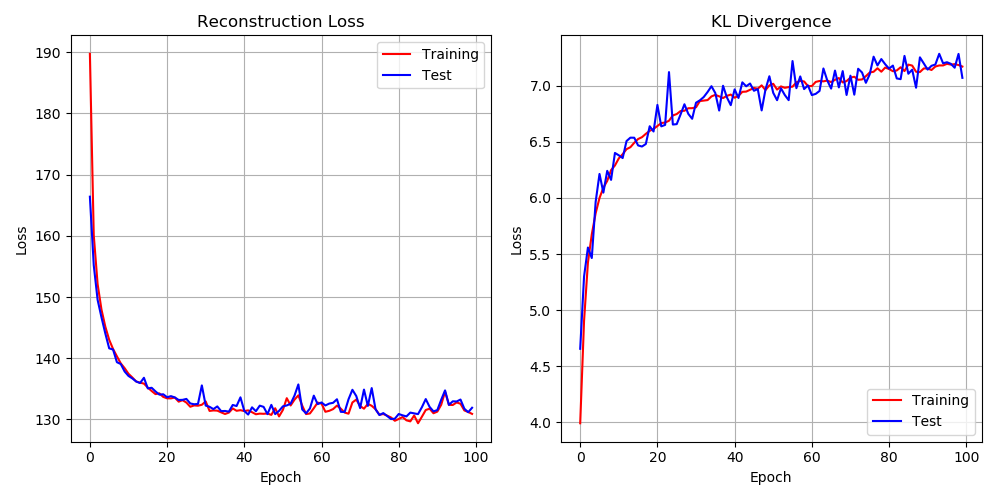 Reconstruction Loss
190
180
170
160
150
140
130
Loss
0 20 40 60 80 100
Epoch
Training
Test
KL Divergence
7.0
6.5
6.0
5.5
5.0
4.5
4.0
Loss
0 20 40 60 80 100
Epoch
Training
Test